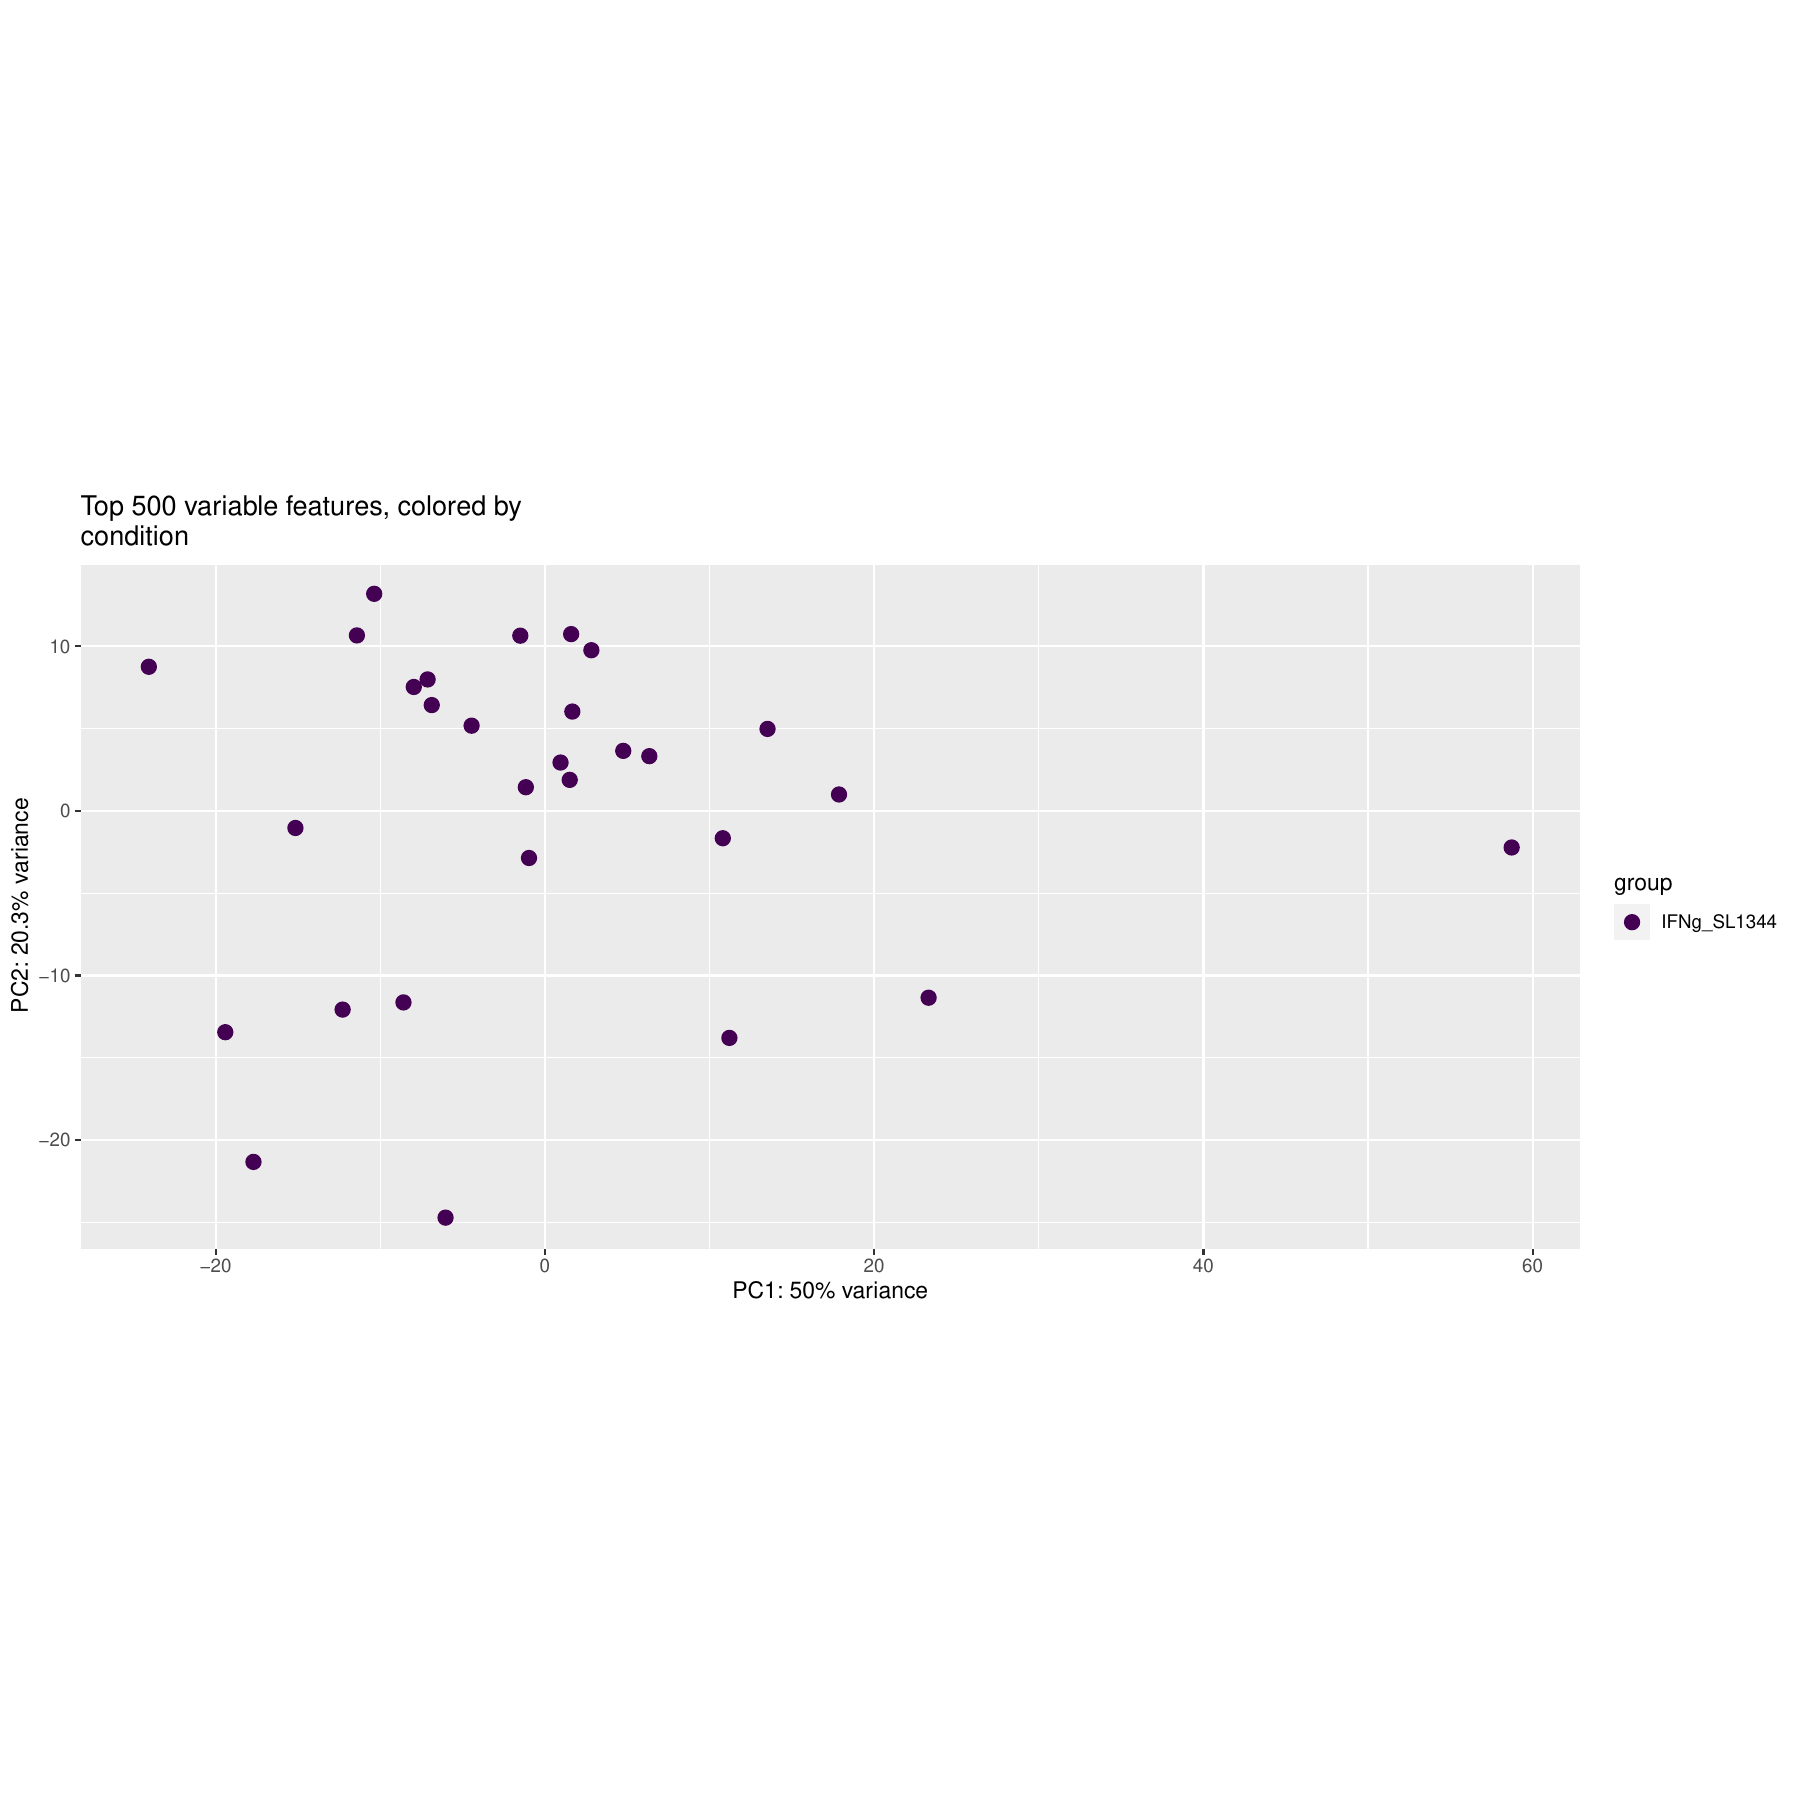 Top 500 variable features, colored by
condition
10
0
−10
−20
PC2: 20.3% variance
−20
0
20
40
60
PC1: 50% variance
group
IFNg_SL1344